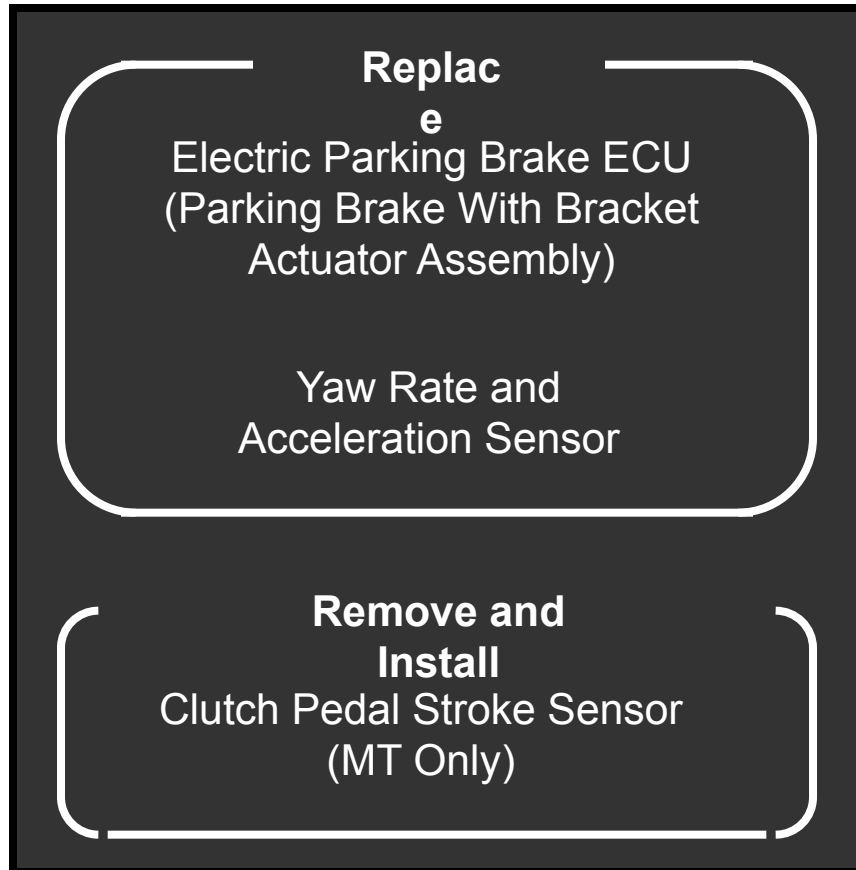 Replac
e
Electric Parking Brake ECU
(Parking Brake With Bracket
Actuator Assembly)
Yaw Rate and
Acceleration Sensor
Remove and
Install
Clutch Pedal Stroke Sensor
(MT Only)